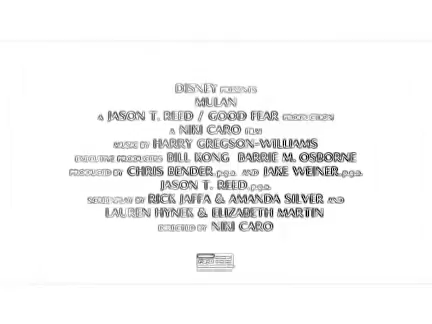 DISNEY PRESENTS
MULAN
A JASON T. REED / GOOD FEAR PRODUCTION
A NIKI CARO FILM
MUSIC BY HARRY GREGSON-WILLIAMS
EXECUTIVE PRODUCERS BILL KONG BARRIE M. OSBORNE
PRODUCED BY CHRIS BENDER, p.g.a. AND JAKE WEINER, p.g.a.
JASON T. REED, p.g.a.
SCREENPLAY BY RICK JAFFA & AMANDA SILVER AND
LAUREN HYNEK & ELIZABETH MARTIN
DIRECTED BY NIKI CARO